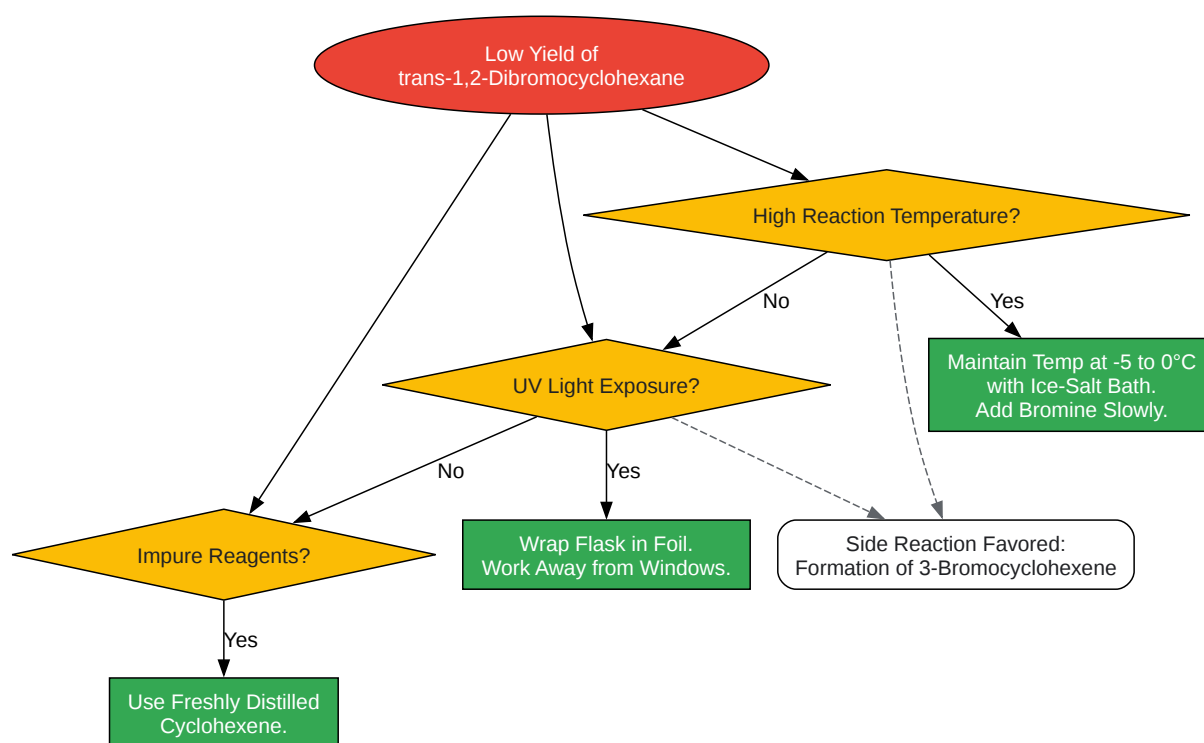 Low Yield of
trans-1,2-Dibromocyclohexane
High Reaction Temperature?
No
Yes
Maintain Temp at -5 to 0°C
with Ice-Salt Bath.
Add Bromine Slowly.
UV Light Exposure?
No
Yes
Wrap Flask in Foil.
Work Away from Windows.
Side Reaction Favored:
Formation of 3-Bromocyclohexene
Impure Reagents?
Yes
Use Freshly Distilled
Cyclohexene.